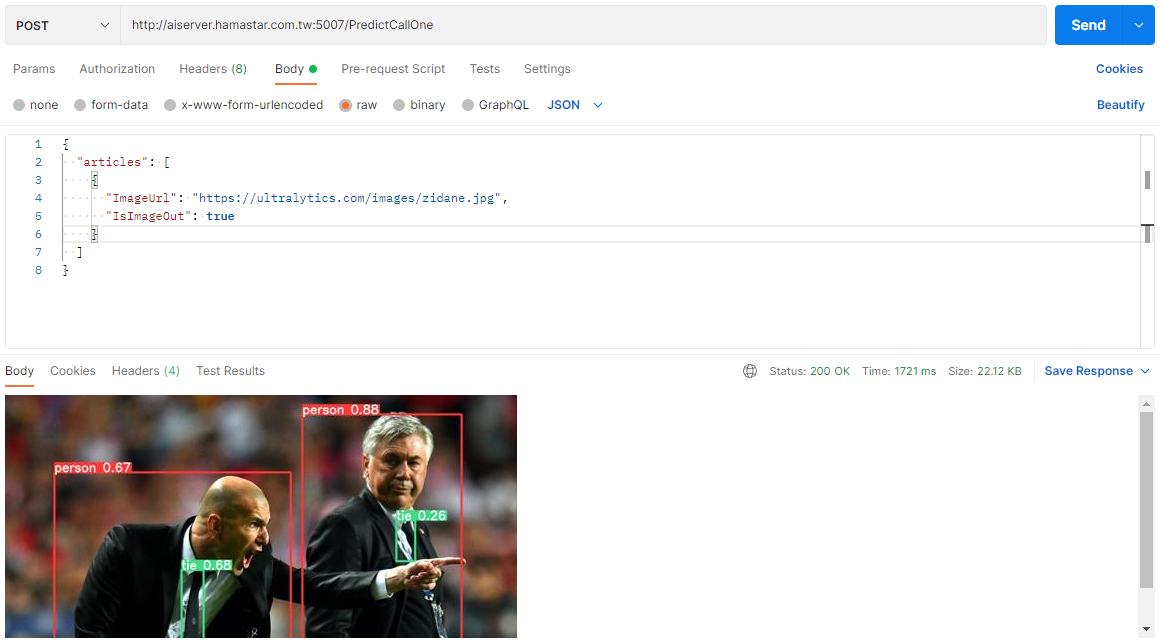 POST http://aiserver.hamastar.com.tw:5007/PredictCallOne Send
Params Authorization Headers (8) Body Pre-request Script Tests Settings Cookies
none form-data x-www-form-urlencoded raw binary GraphQL JSON Beautify
1 {
2 "articles": [
3 {
4 "ImageUrl": "https://ultralytics.com/images/zidane.jpg",
5 "IsImageOut": true
6 }
7 ]
8 }
Body Cookies Headers (4) Test Results Status: 200 OK Time: 1721 ms Size: 22.12 KB Save Response
person 0.88
person 0.67
tie 0.26
tie 0.68